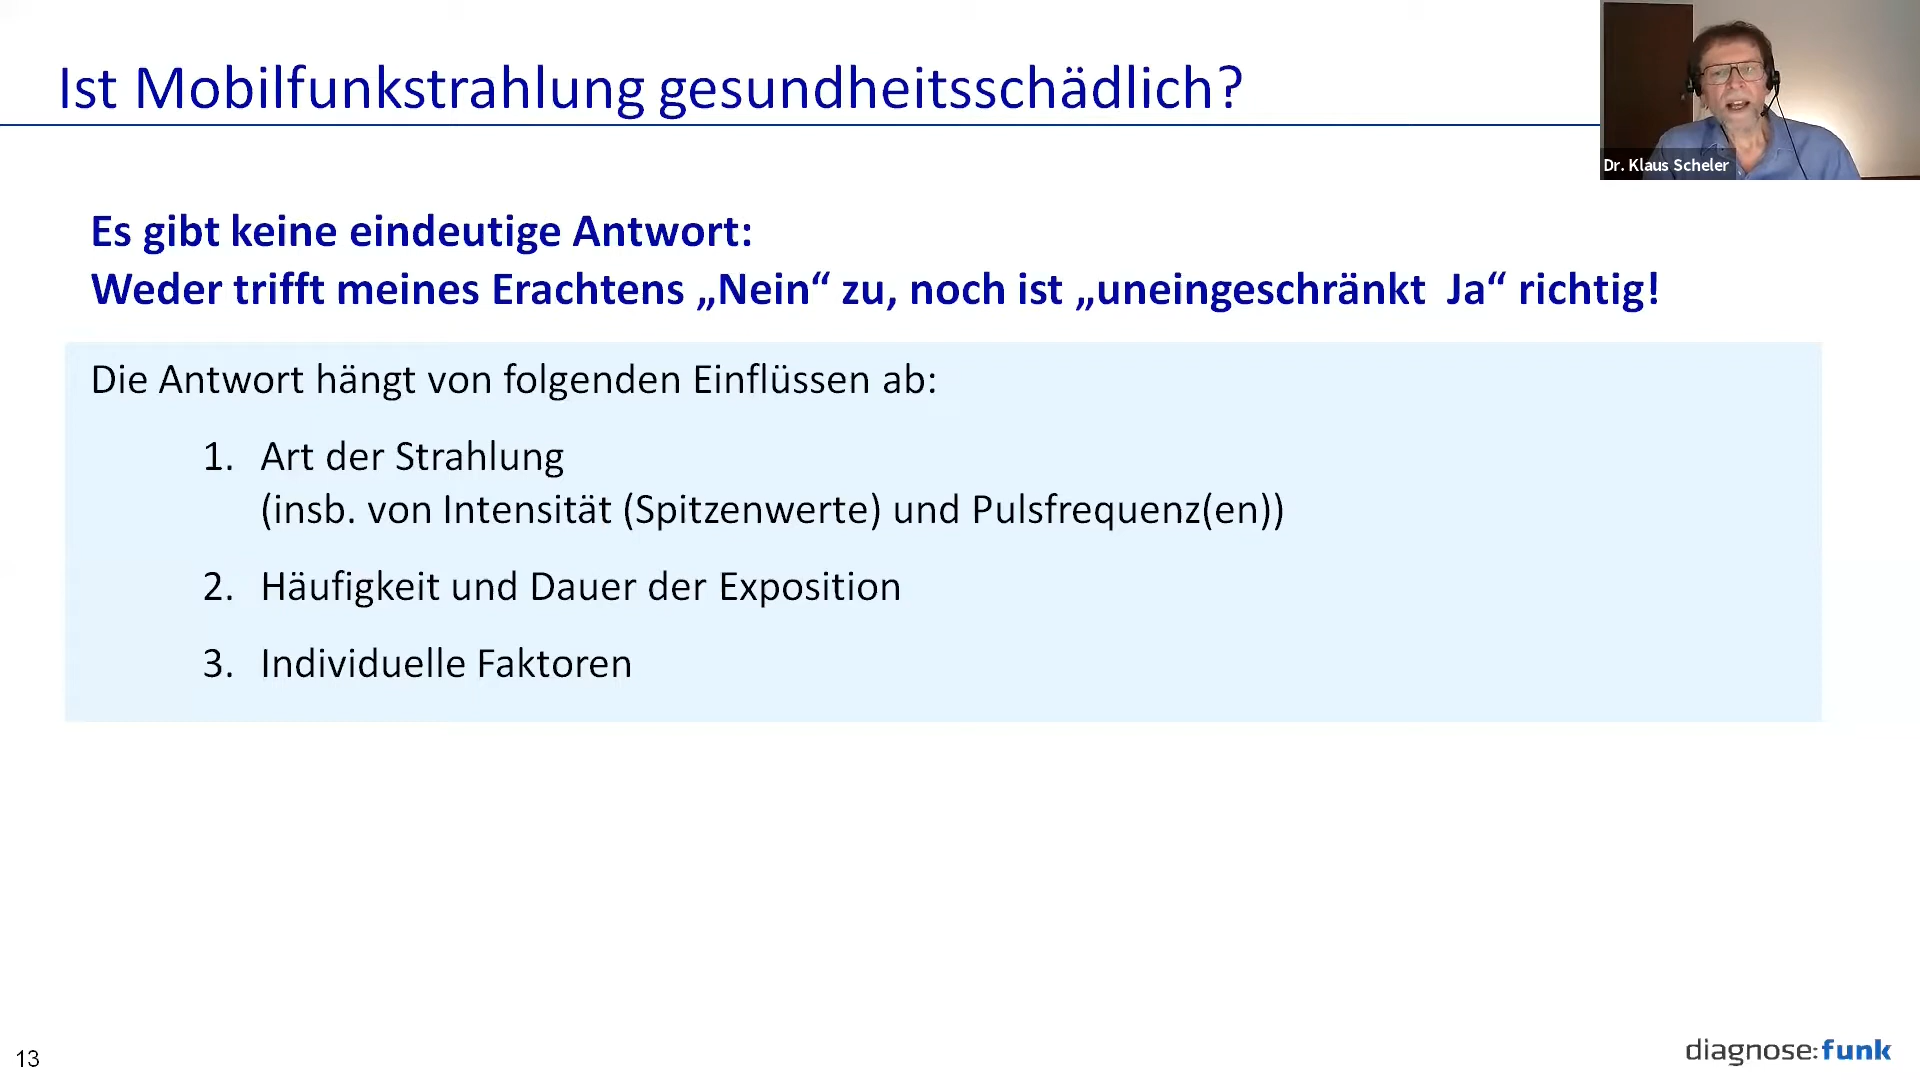 Ist Mobilfunkstrahlung gesundheitsschädlich?
Dr. Klaus Scheler
Es gibt keine eindeutige Antwort:
Weder trifft meines Erachtens „Nein“ zu, noch ist „uneingeschränkt Ja“ richtig!
Die Antwort hängt von folgenden Einflüssen ab:
1. Art der Strahlung
(insb. von Intensität (Spitzenwerte) und Pulsfrequenz(en))
2. Häufigkeit und Dauer der Exposition
3. Individuelle Faktoren
13
diagnose:funk